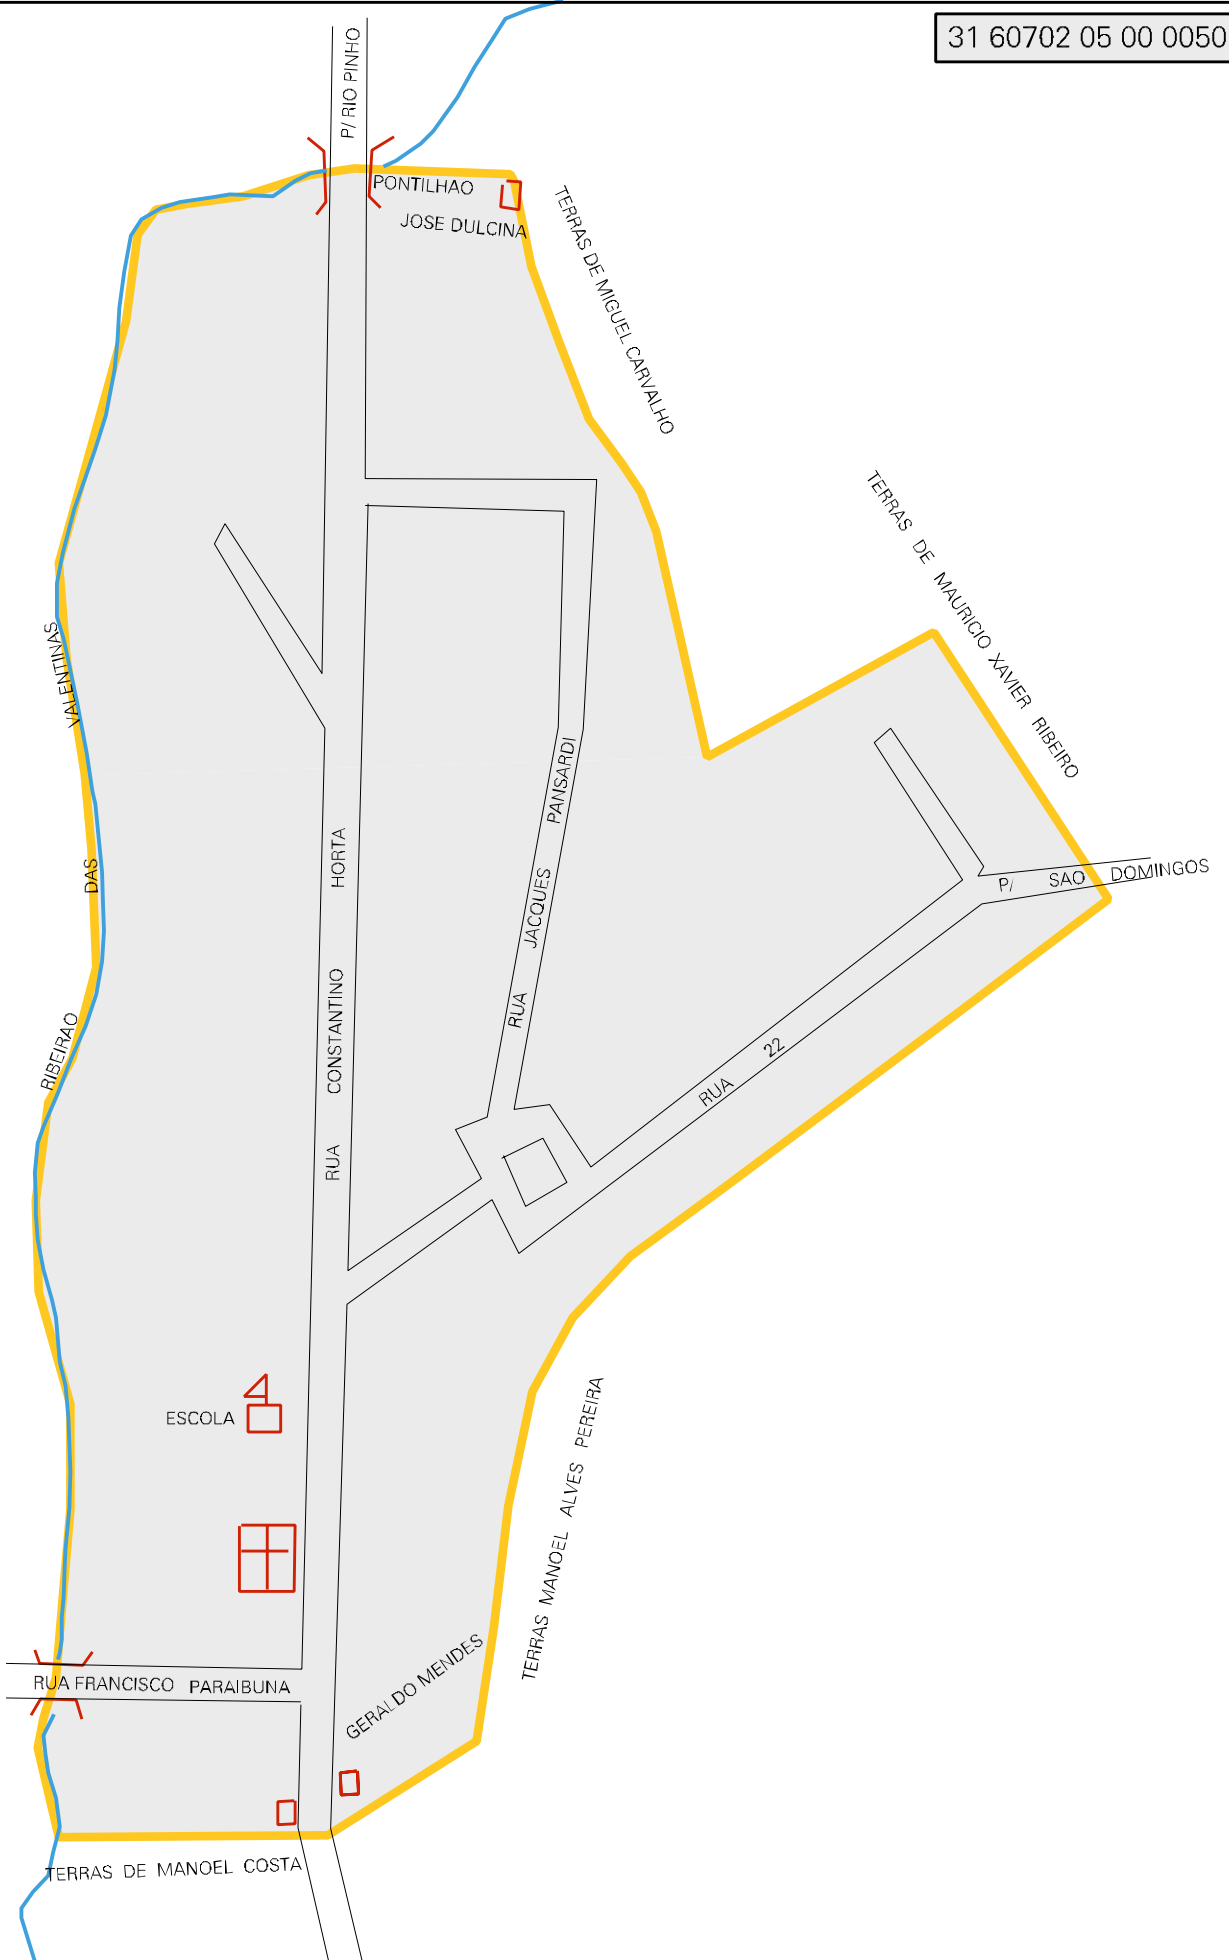 31 60702 05 00 0050
P/ RIO PINHO
PONTILHAO
JOSE DULCINA
TERRAS DE MIGUEL CARVALHO
TERRAS DE MAURICIO XAVIER RIBEIRO
RIBEIRAO DAS VALENTINAS
RUA CONSTANTINO HORTA
RUA JACQUES PANSARDI
P/ SAO DOMINGOS
RUA 22
ESCOLA
TERRAS MANOEL ALVES PEREIRA
RUA FRANCISCO PARAIBUNA
GERALDO MENDES
TERRAS DE MANOEL COSTA